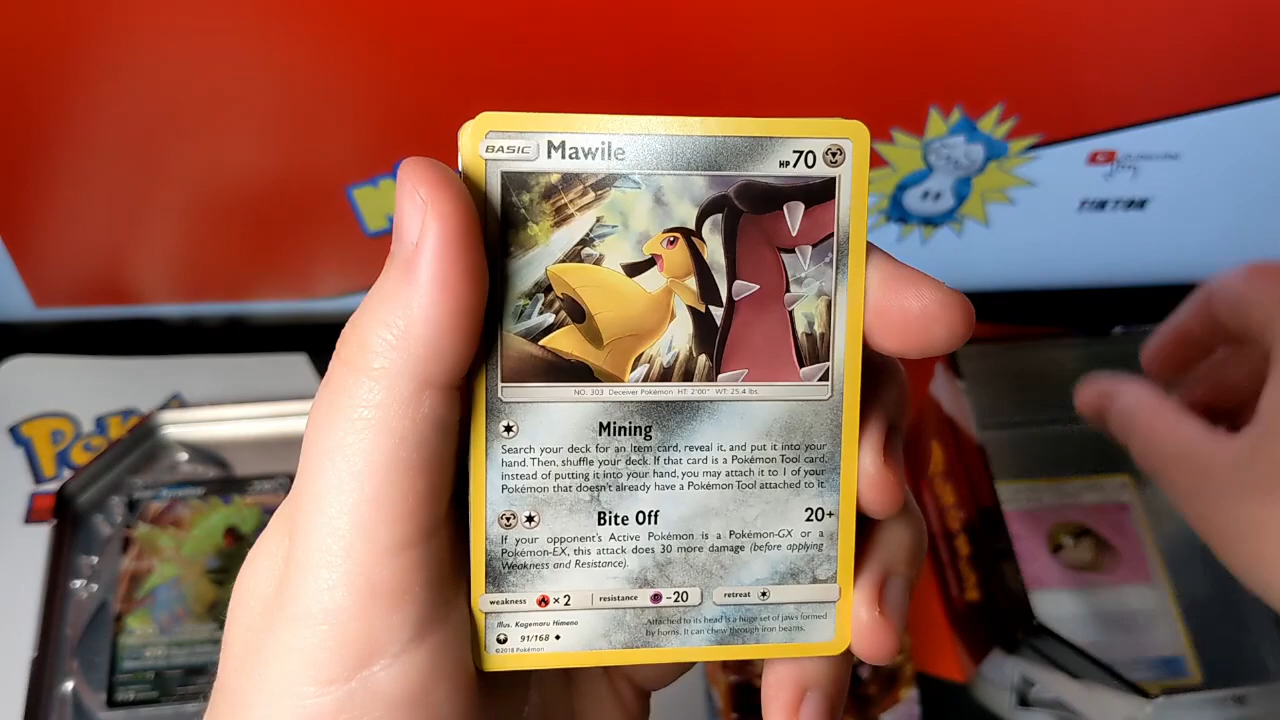 BASIC Mawile HP 70
NO. 303 Deceiver Pokémon HT: 2'00" WT: 25.4 lbs.
Mining
Search your deck for an Item card, reveal it, and put it into your
hand. Then, shuffle your deck. If that card is a Pokémon Tool card,
instead of putting it into your hand, you may attach it to 1 of your
Pokémon that doesn't already have a Pokémon Tool attached to it.
Bite Off 20+
If your opponent's Active Pokémon is a Pokémon-GX or a
Pokémon-EX, this attack does 30 more damage (before applying
Weakness and Resistance).
weakness × 2 resistance -20 retreat
Illus. Kagemaru Himeno
91/168
©2018 Pokémon
Attached to its head is a huge set of jaws formed
by horns. It can chew through iron beams.
TIKTOK